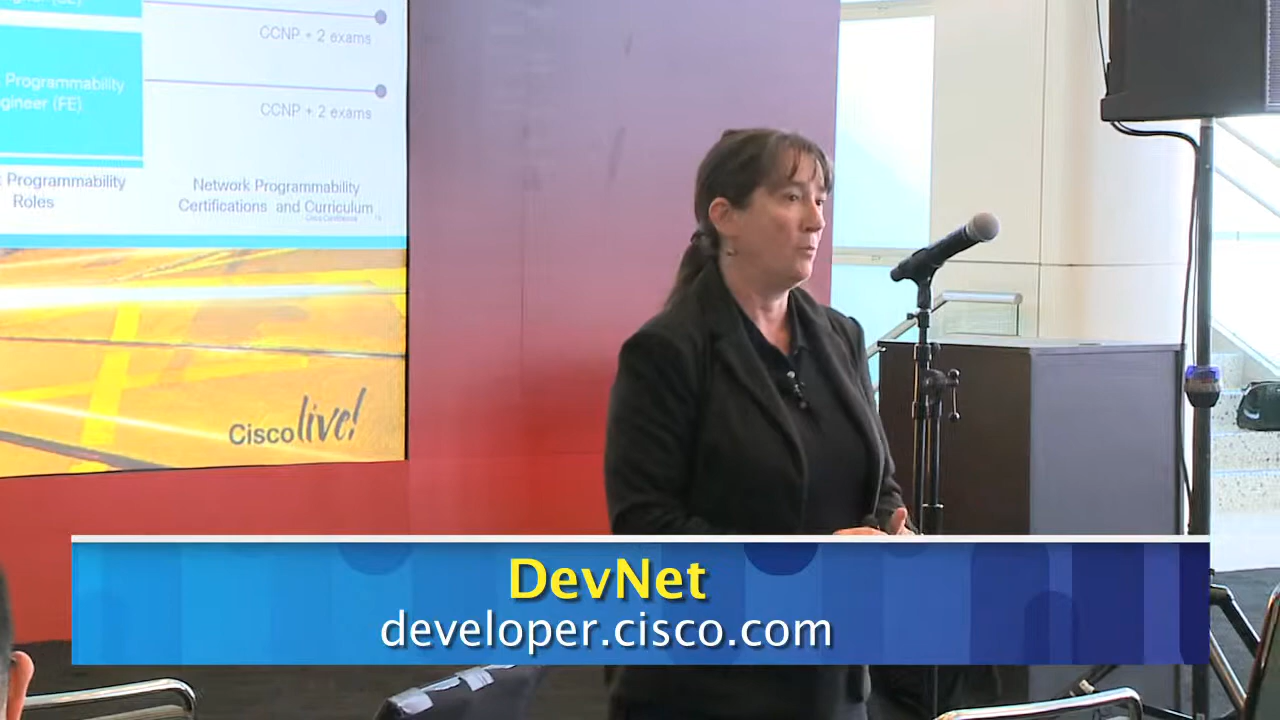 CCNP + 2 exams
Programmability
(FE)
CCNP + 2 exams
Programmability
Roles
Network Programmability
Certifications and Curriculum
Cisco live!
DevNet
developer.cisco.com